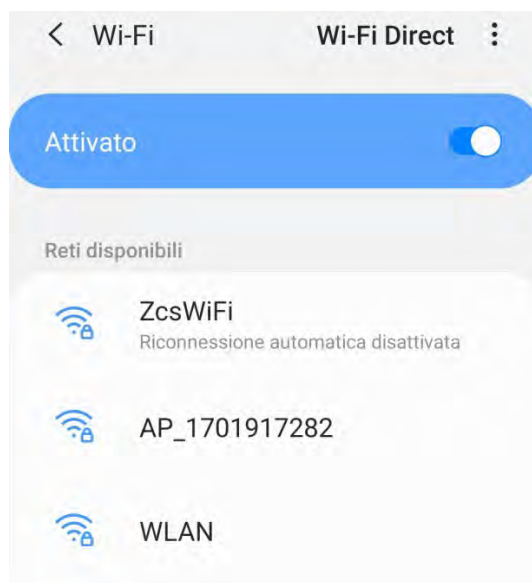 Wi-Fi Wi-Fi Direct
Attivato
Reti disponibili
ZcsWiFi
Riconnessione automatica disattivata
AP_1701917282
WLAN